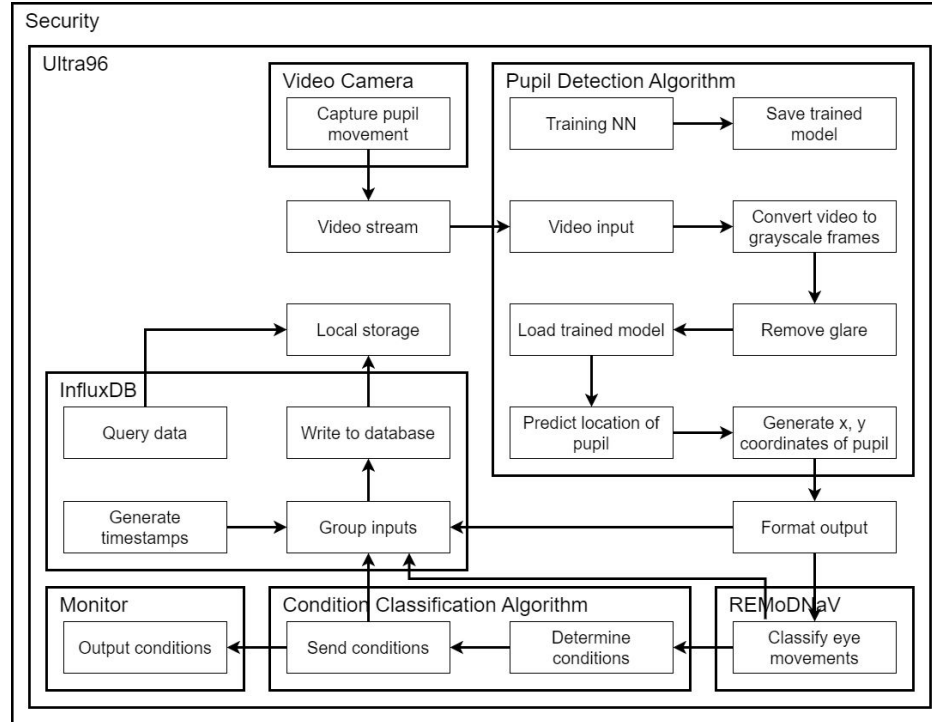 Security
Ultra96
Video Camera
Capture pupil
movement
Pupil Detection Algorithm
Training NN
Save trained
model
Video stream
Video input
Convert video to
grayscale frames
Local storage
Load trained model
Remove glare
InfluxDB
Query data
Write to database
Predict location of
pupil
Generate x, y
coordinates of pupil
Generate
timestamps
Group inputs
Format output
Monitor
Output conditions
Condition Classification Algorithm
Send conditions
Determine
conditions
REMoDNaV
Classify eye
movements